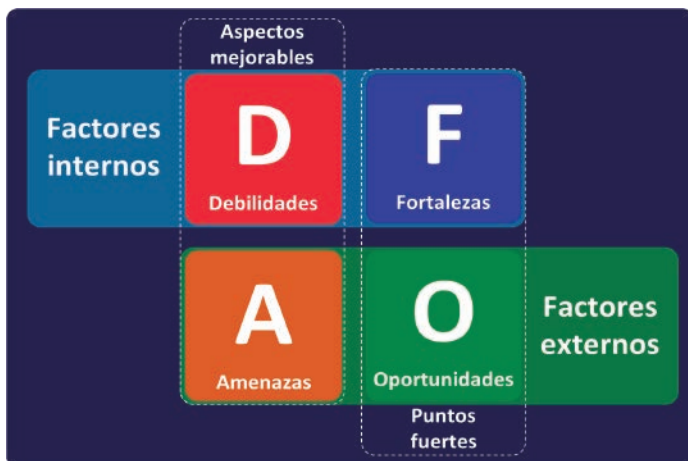 Aspectos
mejorables
Factores
internos
D
Debilidades
F
Fortalezas
A
Amenazas
O
Oportunidades
Factores
externos
Puntos
fuertes